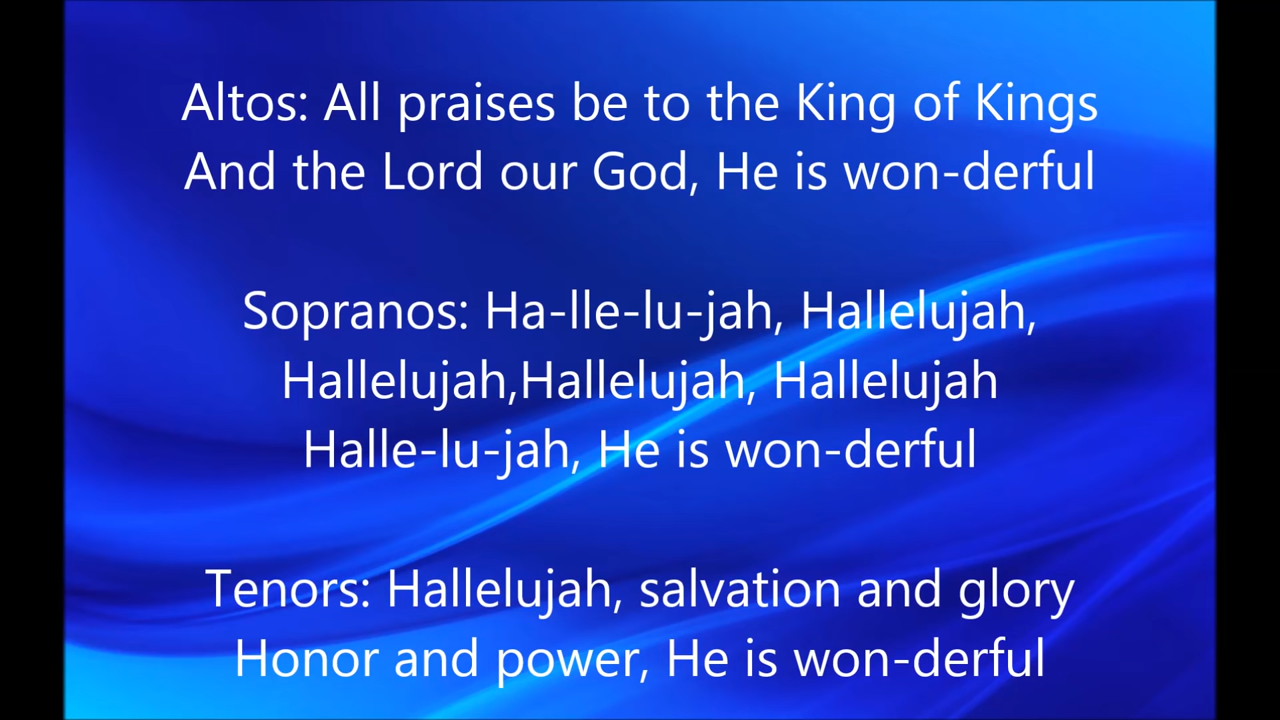 Altos: All praises be to the King of Kings
And the Lord our God, He is won-derful
Sopranos: Ha-lle-lu-jah, Hallelujah,
Hallelujah,Hallelujah, Hallelujah
Halle-lu-jah, He is won-derful
Tenors: Hallelujah, salvation and glory
Honor and power, He is won-derful